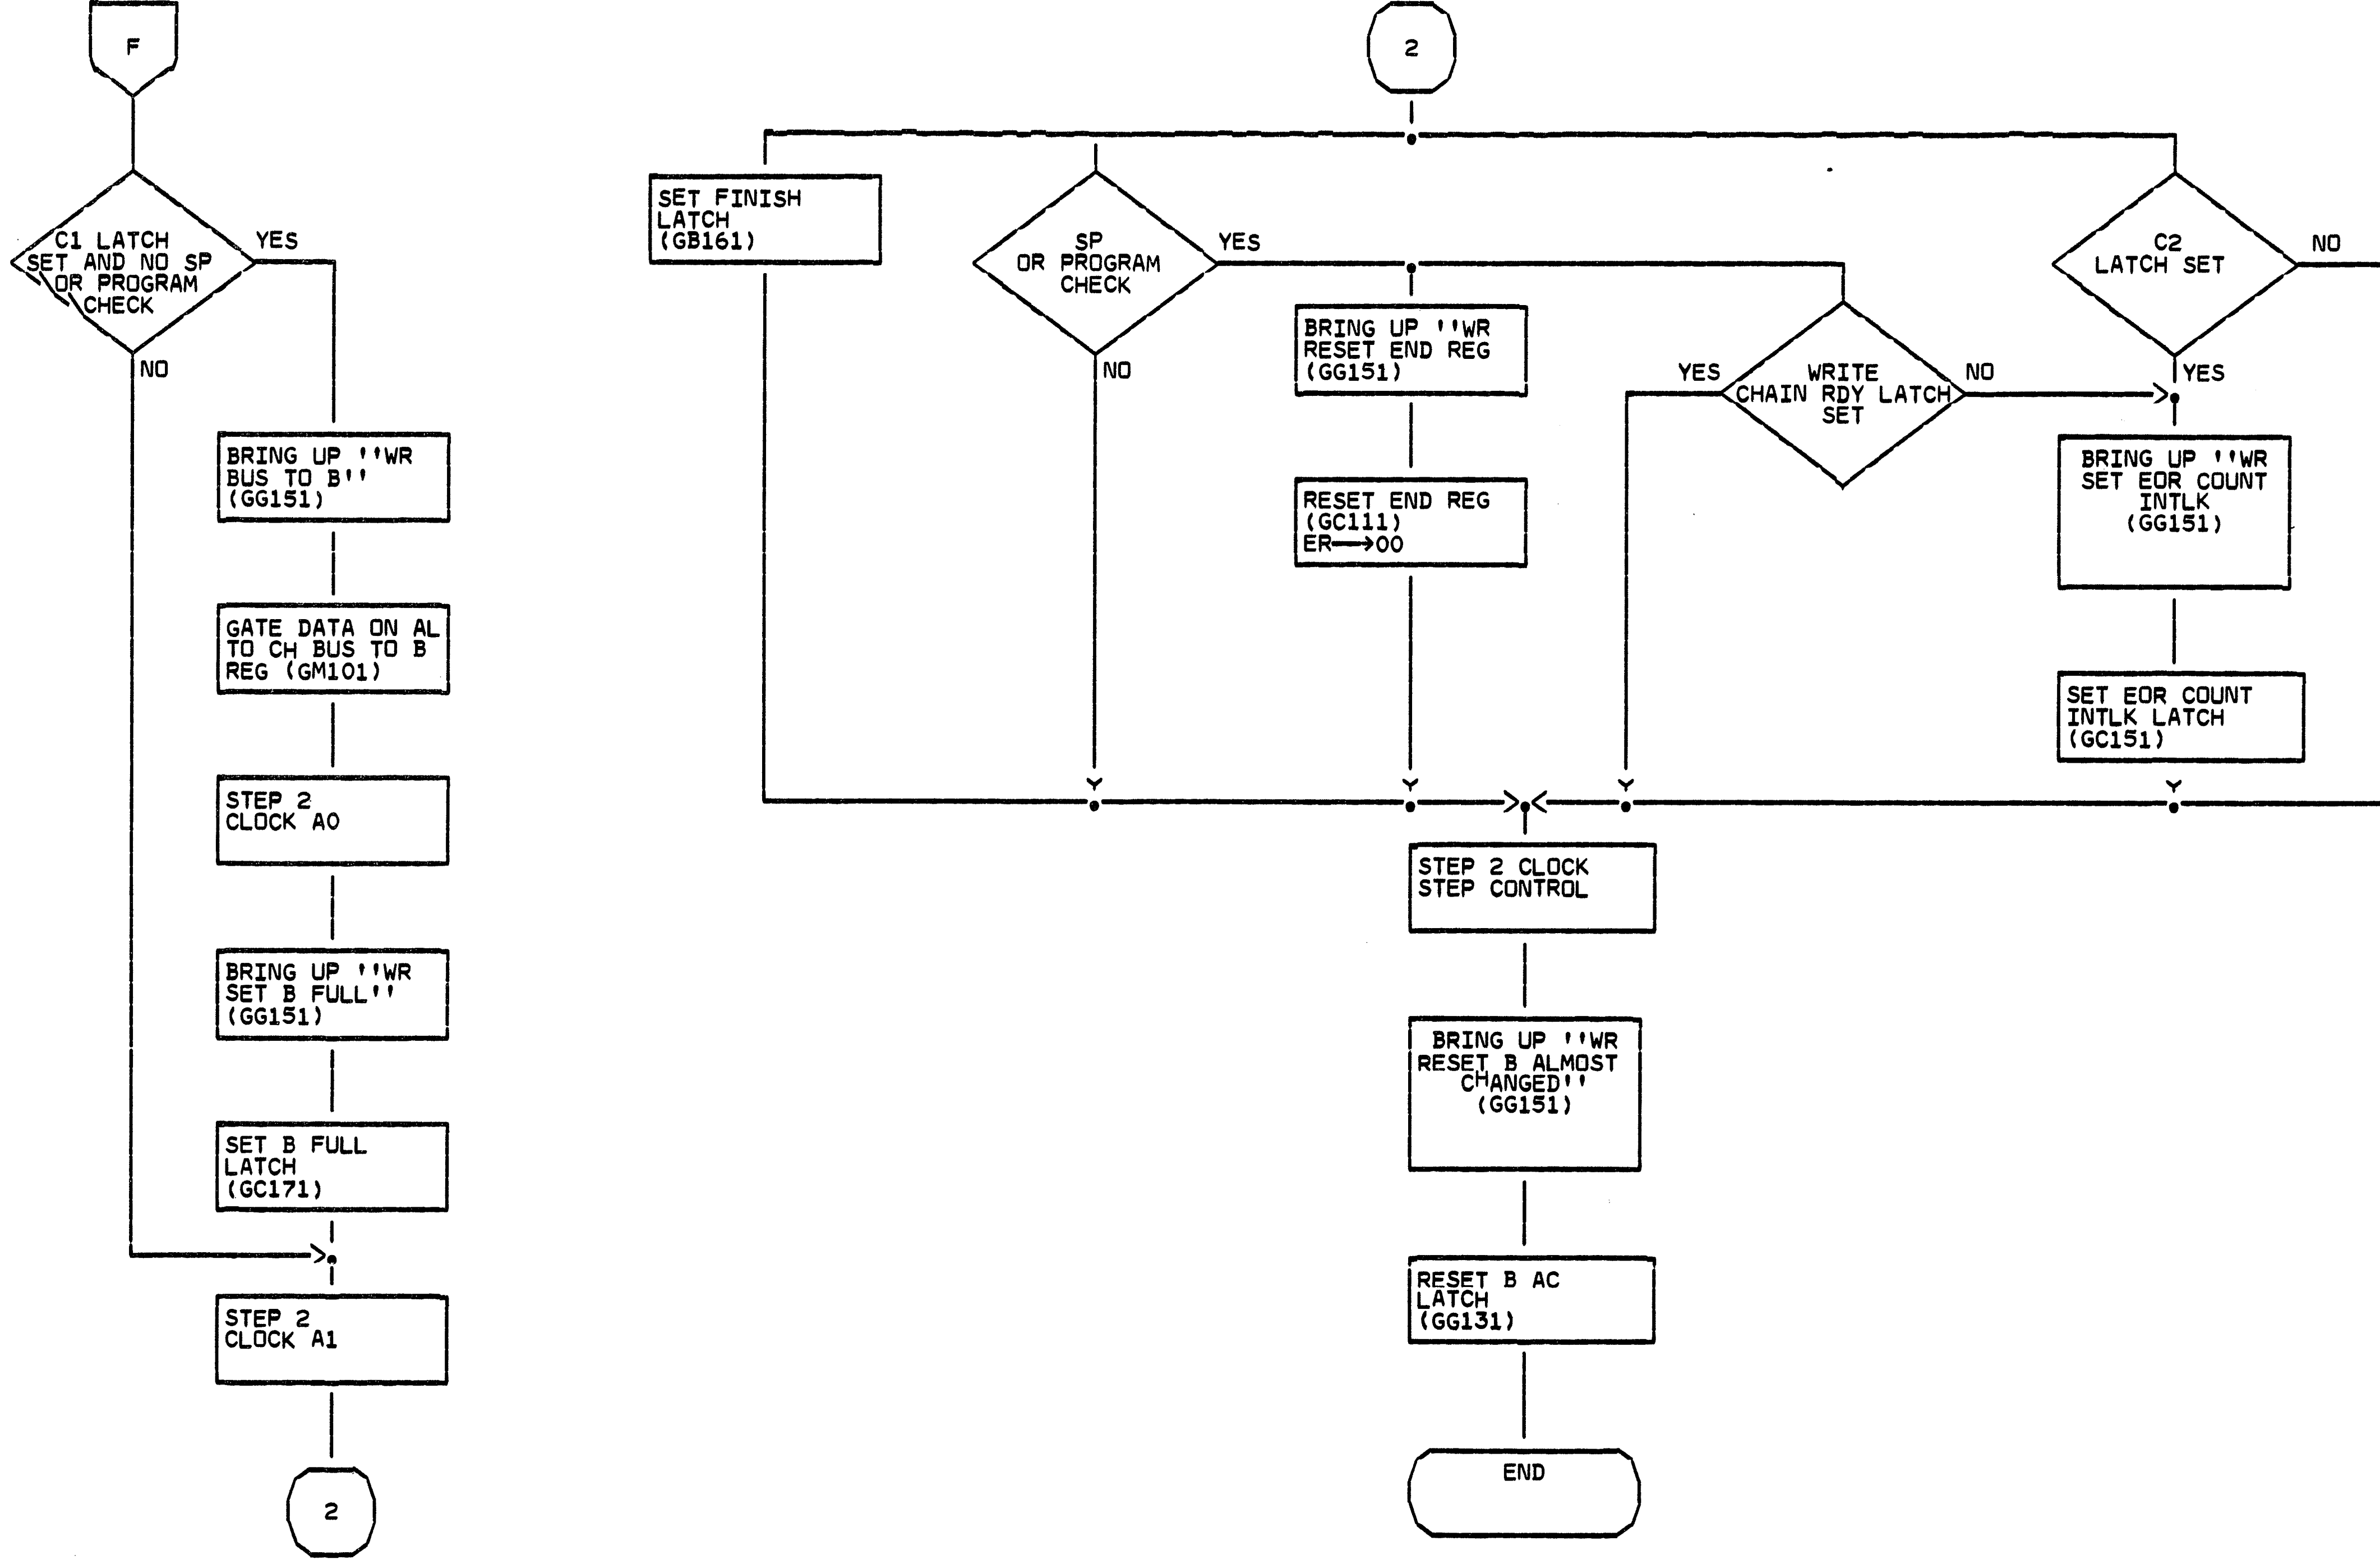 F
C1 LATCH
SET AND NO SP
OR PROGRAM
CHECK
YES
NO
BRING UP ''WR
BUS TO B''
(GG151)
GATE DATA ON AL
TO CH BUS TO B
REG (GM101)
STEP 2
CLOCK A0
BRING UP ''WR
SET B FULL''
(GG151)
SET B FULL
LATCH
(GC171)
STEP 2
CLOCK A1
2
2
SET FINISH
LATCH
(GB161)
SP
OR PROGRAM
CHECK
YES
NO
BRING UP ''WR
RESET END REG
(GG151)
RESET END REG
(GC111)
ER→00
WRITE
CHAIN RDY LATCH
SET
YES
NO
C2
LATCH SET
NO
YES
BRING UP ''WR
SET EOR COUNT
INTLK
(GG151)
SET EOR COUNT
INTLK LATCH
(GC151)
STEP 2 CLOCK
STEP CONTROL
BRING UP ''WR
RESET B ALMOST
CHANGED''
(GG151)
RESET B AC
LATCH
(GG131)
END